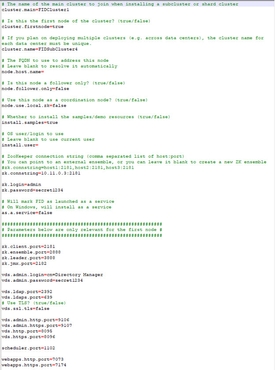 # The name of the main cluster to join when installing a subcluster or shard cluster
cluster.main=FIDCluster1
# Is this the first node of the cluster? (true/false)
cluster.firstnode=true
# If you plan on deploying multiple clusters (e.g. across data centers), the cluster name for
each data center must be unique.
cluster.name=FIDSubCluster4
# The FQDN to use to address this node
# Leave blank to resolve it automatically
node.host.name=
# Is this node a follower only? (true/false)
node.follower.only=false
# Use this node as a coordination node? (true/false)
node.use.local.zk=false
# Whether to install the samples/demo resources (true/false)
install.samples=true
# OS user/login to use
# Leave blank to use current user
install.user=
# ZooKeeper connection string (comma separated list of host:port)
# You can point to an external ensemble, or you can leave it blank to create a new ZK ensemble
#zk.connstring=host1:2181,host2:2181,host3:2181
zk.connstring=10.11.0.3:2181
zk.login=admin
zk.password=secret1234
# Will mark FID as launched as a service
# On Windows, will install as a service
as.a.service=false
# Parameters below are only relevant for the first node #
zk.client.port=2181
zk.ensemble.port=2888
zk.leader.port=3888
zk.jmx.port=2182
vds.admin.login=cn=Directory Manager
vds.admin.password=secret1234
vds.ldap.port=2389
vds.ldaps.port=636
# Use TLS? (true/false)
vds.ssl.tls=false
vds.admin.http.port=9100
vds.admin.https.port=9101
vds.http.port=8089
vds.https.port=8090
scheduler.port=1099
webapps.http.port=7070
webapps.https.port=7171